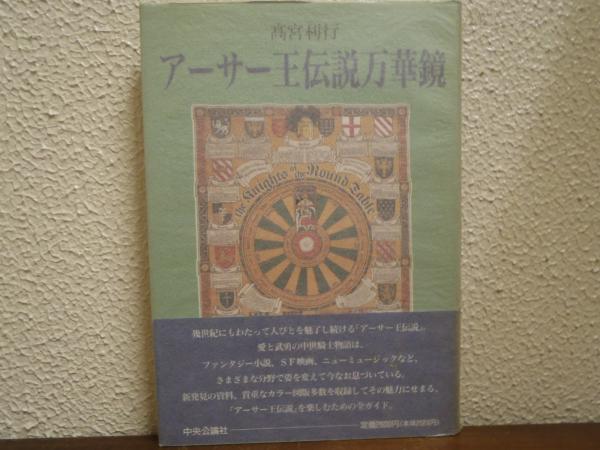 髙宮利行
アーサー王伝説万華鏡
the Knights of the Round Table
幾世紀にもわたって人びとを魅了し続ける「アーサー王伝説」。
愛と武勇の中世騎士物語は、
ファンタジー小説、SF映画、ニューミュージックなど、
さまざまな分野で姿を変えて今なお息づいている。
新発見の資料、貴重なカラー図版多数を収録してその魅力にせまる、
「アーサー王伝説」を楽しむための全ガイド。
中央公論社